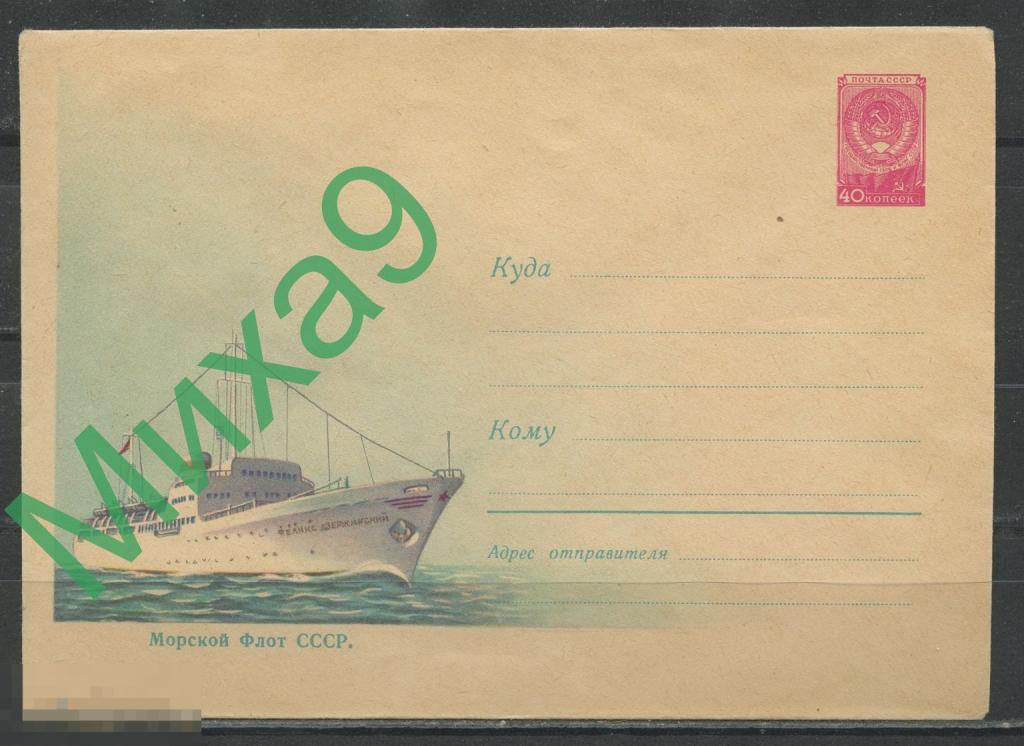 ПОЧТА СССР
40 копеек
Миха9
Куда
Кому
ФЕЛИКС ДЗЕРЖИНСКИЙ
Адрес отправителя
Морской Флот СССР.